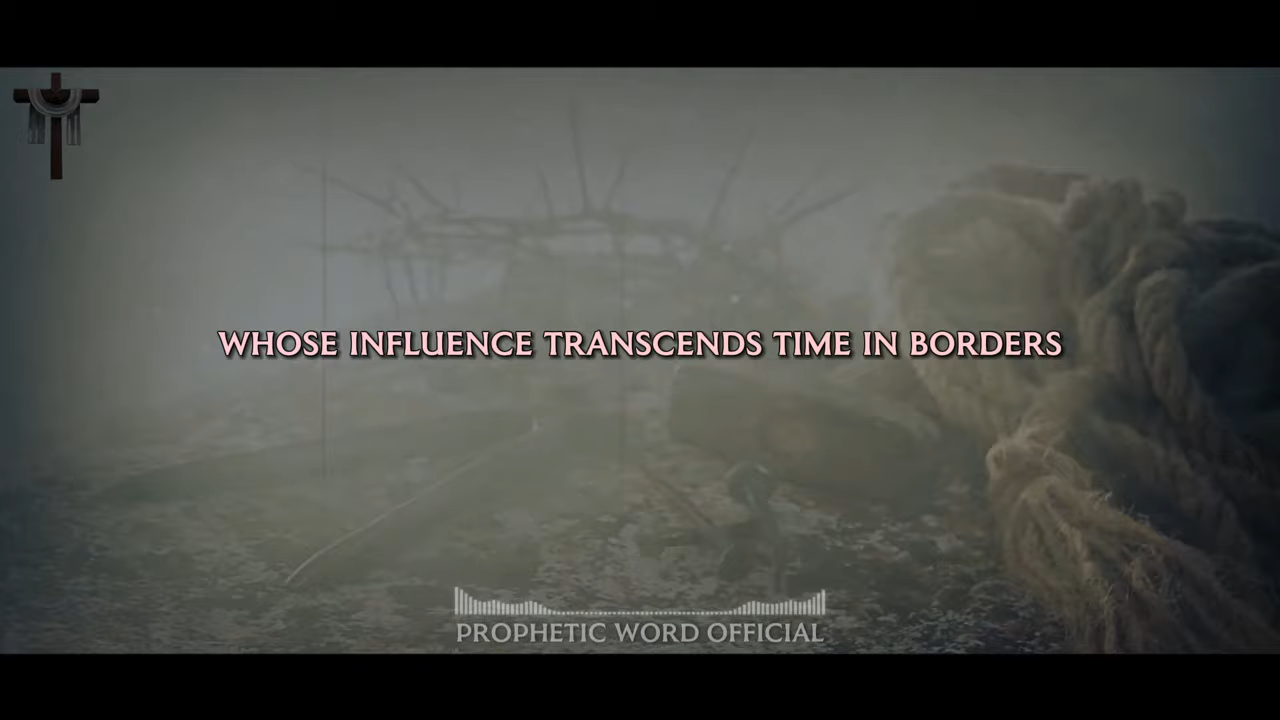 WHOSE INFLUENCE TRANSCENDS TIME IN BORDERS
PROPHETIC WORD OFFICIAL